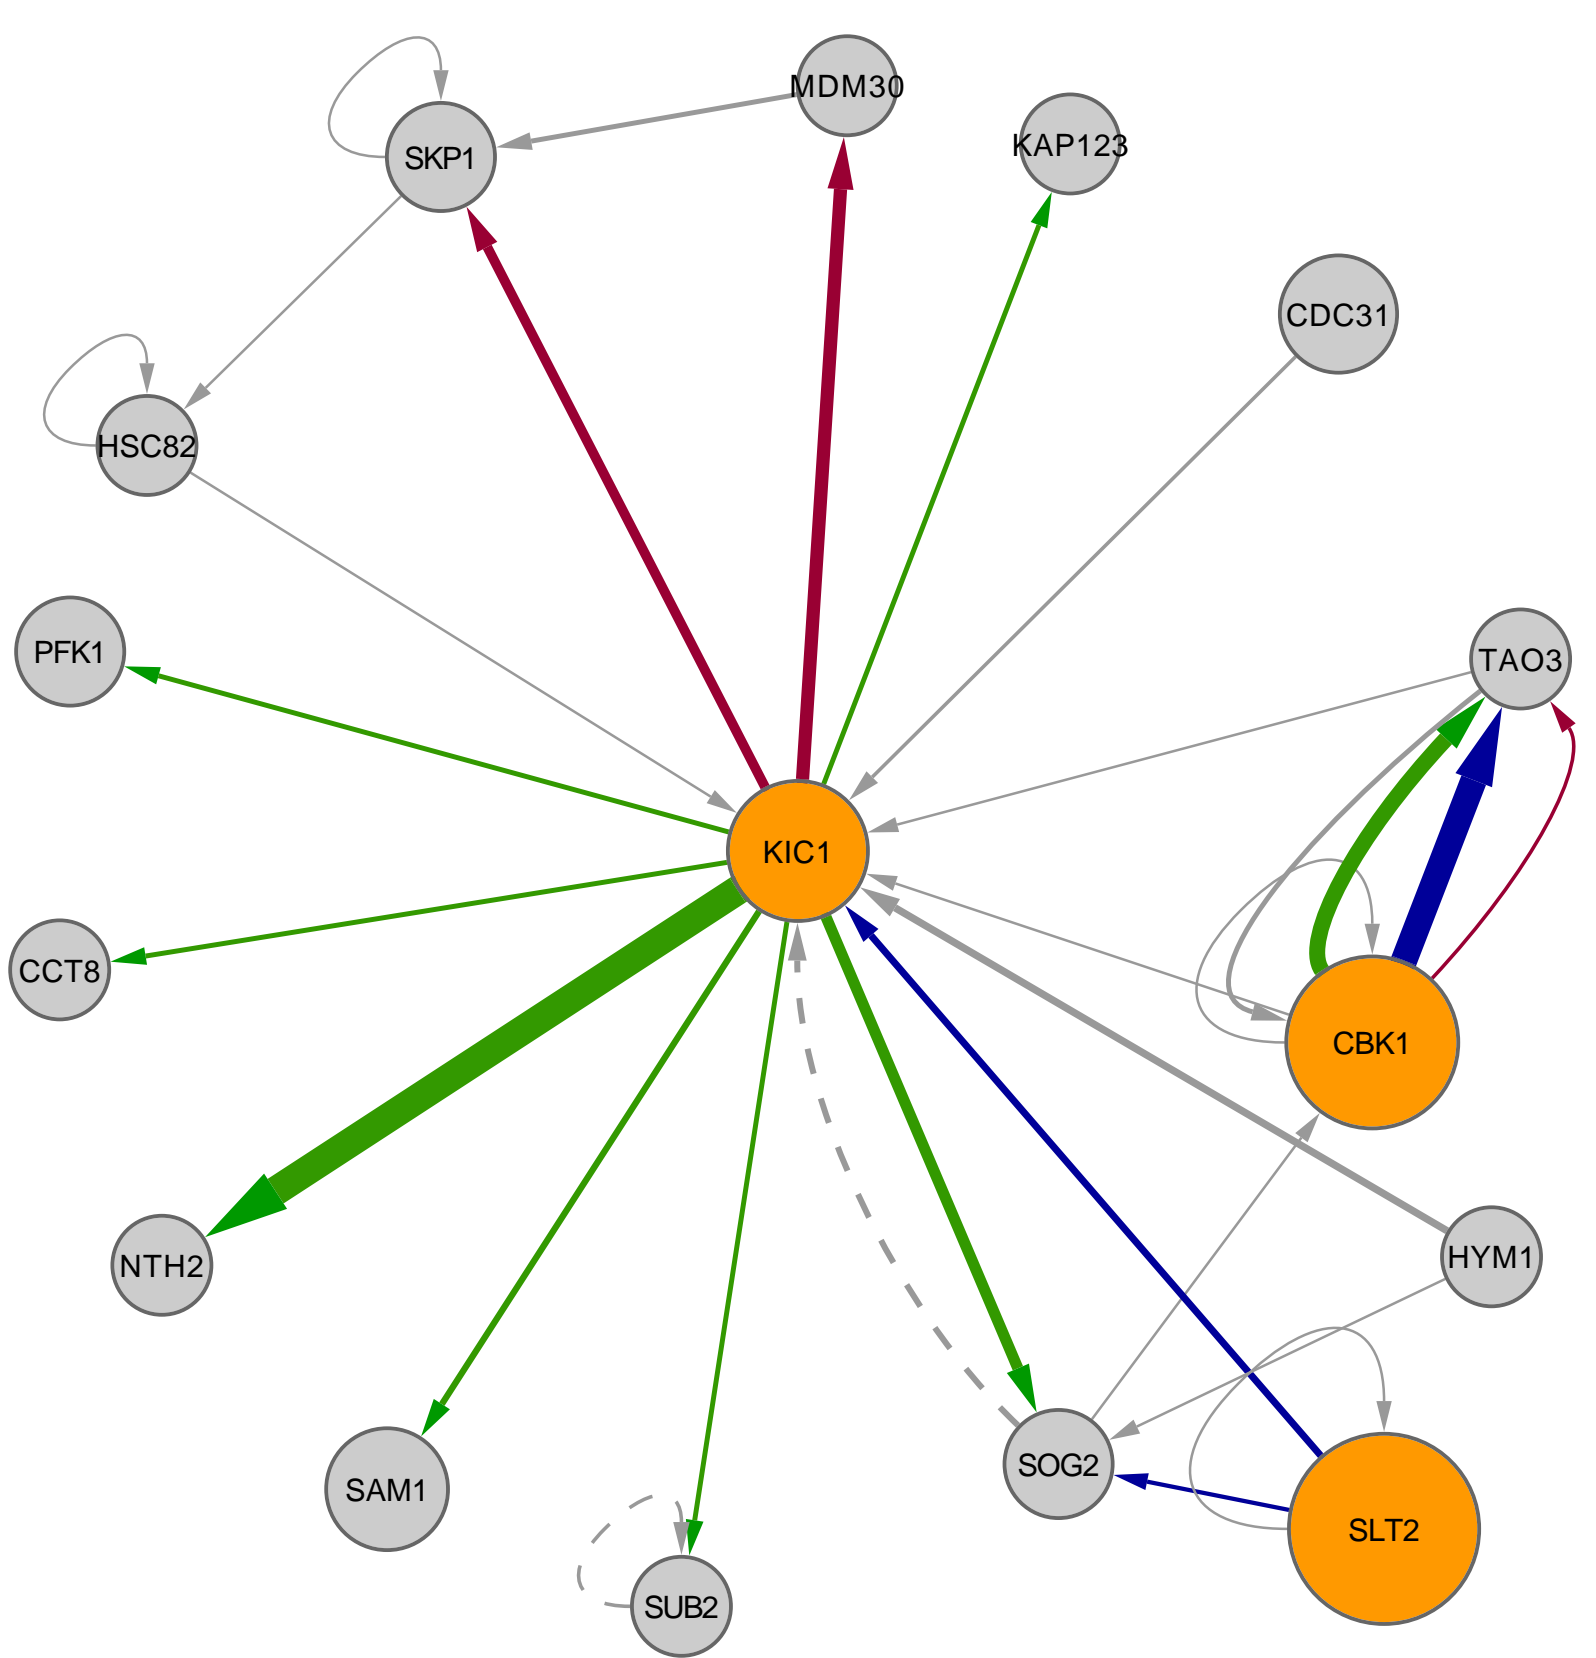 MDM30
KAP123
SKP1
CDC31
HSC82
PFK1
TAO3
KIC1
CCT8
CBK1
NTH2
HYM1
SOG2
SAM1
SLT2
SUB2